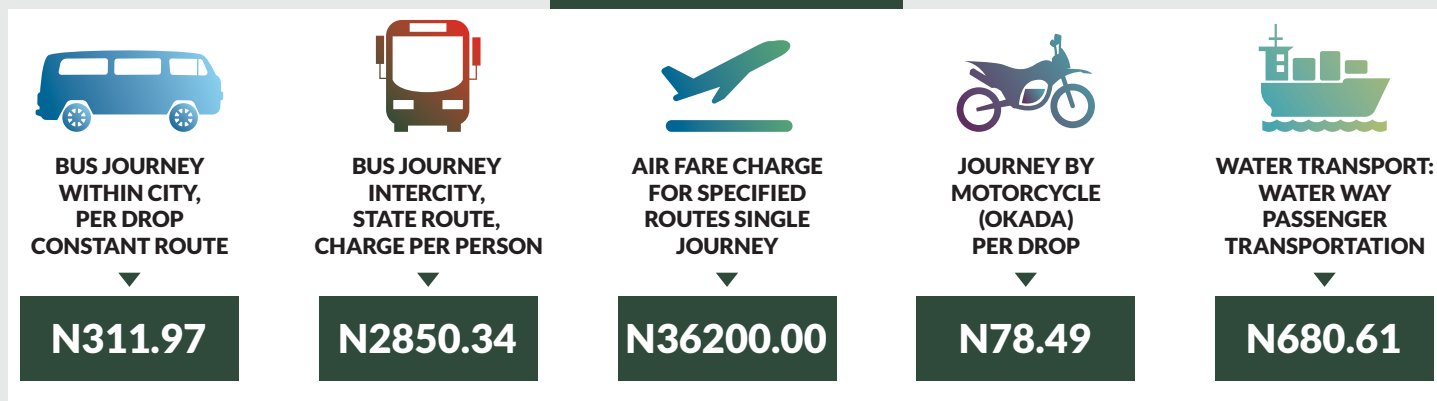 BUS JOURNEY
WITHIN CITY,
PER DROP
CONSTANT ROUTE
N311.97
BUS JOURNEY
INTERCITY,
STATE ROUTE,
CHARGE PER PERSON
N2850.34
AIR FARE CHARGE
FOR SPECIFIED
ROUTES SINGLE
JOURNEY
N36200.00
JOURNEY BY
MOTORCYCLE
(OKADA)
PER DROP
N78.49
WATER TRANSPORT:
WATER WAY
PASSENGER
TRANSPORTATION
N680.61